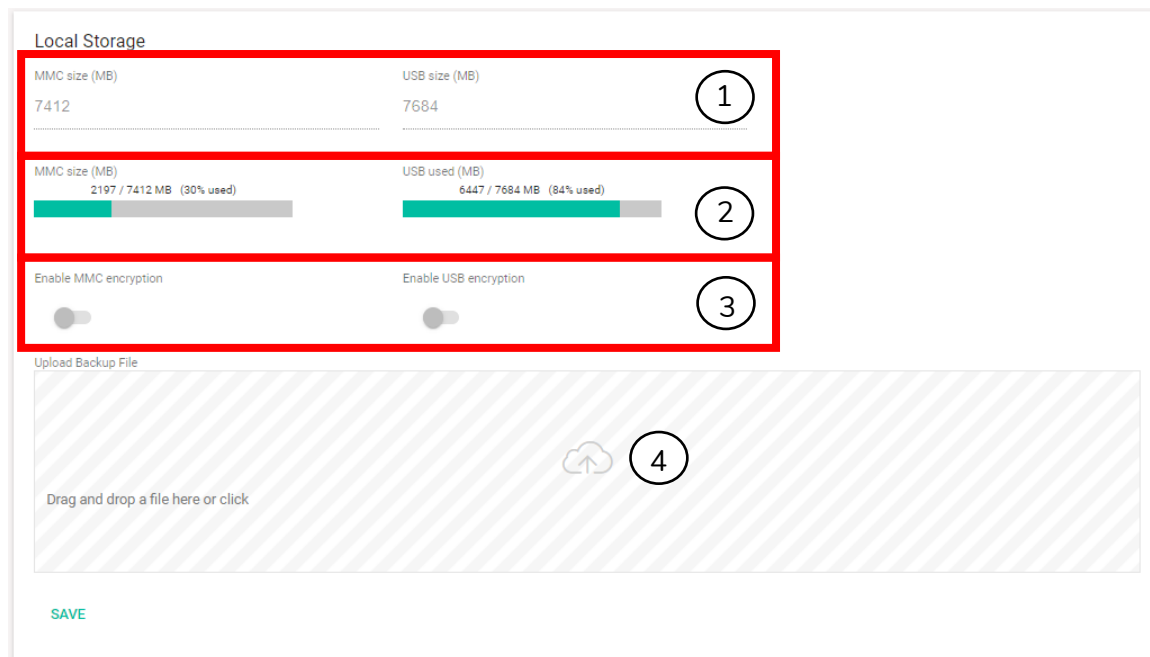 Local Storage
MMC size (MB) USB size (MB)
7412 7684 1
MMC size (MB) USB used (MB)
2197 / 7412 MB (30% used) 6447 / 7684 MB (84% used)
2
Enable MMC encryption Enable USB encryption
3
Upload Backup File
4
Drag and drop a file here or click
SAVE